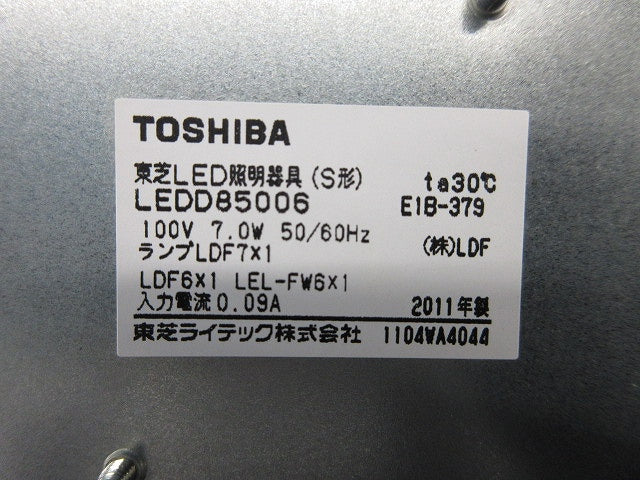 TOSHIBA
東芝LED照明器具(S形) ta30℃
LEDD85006 E1B-379
100V 7.0W 50/60Hz
ランプLDF7×1 (株)LDF
LDF6×1 LEL-FW6×1
入力電流0.09A 2011年製
東芝ライテック株式会社 1104WA4044